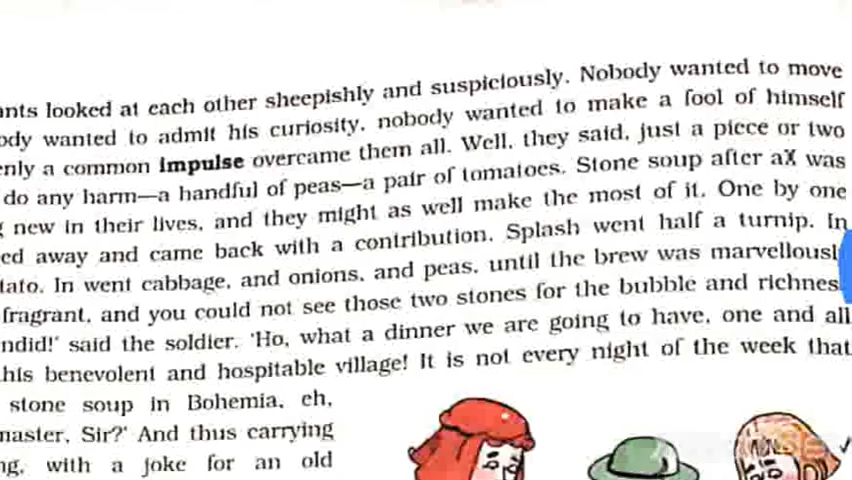 ants looked at each other sheepishly and suspiciously. Nobody wanted to move
ody wanted to admit his curiosity, nobody wanted to make a fool of himself
enly a common impulse overcame them all. Well, they said, just a piece or two
do any harm—a handful of peas—a pair of tomatoes. Stone soup after aX was
g new in their lives, and they might as well make the most of it. One by one
ed away and came back with a contribution. Splash went half a turnip. In
tato. In went cabbage, and onions, and peas, until the brew was marvellousl
fragrant, and you could not see those two stones for the bubble and richnes
ndid!' said the soldier. 'Ho, what a dinner we are going to have, one and all
his benevolent and hospitable village! It is not every night of the week that
stone soup in Bohemia, eh,
master, Sir?' And thus carrying
ng, with a joke for an old